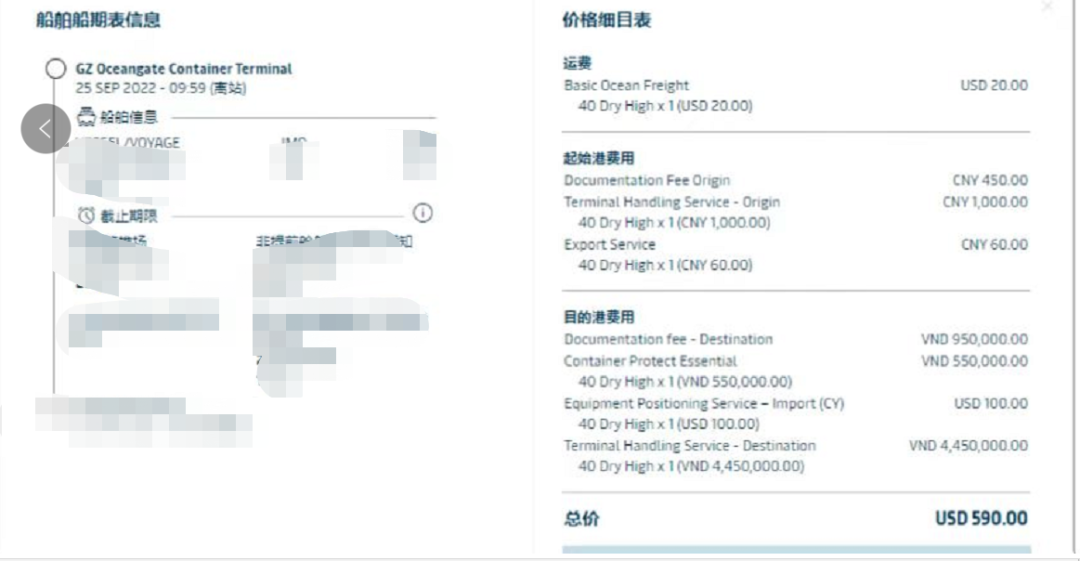 船舶船期表信息
GZ Oceangate Container Terminal
25 SEP 2022 - 09:59 (南站)
船舶信息
VESSEL/VOYAGE
IMO
截止期限
价格细目表
运费
Basic Ocean Freight USD 20.00
40 Dry High x 1 (USD 20.00)
起始港费用
Documentation Fee Origin CNY 450.00
Terminal Handling Service - Origin CNY 1,000.00
40 Dry High x 1 (CNY 1,000.00)
Export Service CNY 60.00
40 Dry High x 1 (CNY 60.00)
目的港费用
Documentation fee - Destination VND 950,000.00
Container Protect Essential VND 550,000.00
40 Dry High x 1 (VND 550,000.00)
Equipment Positioning Service – Import (CY) USD 100.00
40 Dry High x 1 (USD 100.00)
Terminal Handling Service - Destination VND 4,450,000.00
40 Dry High x 1 (VND 4,450,000.00)
总价 USD 590.00